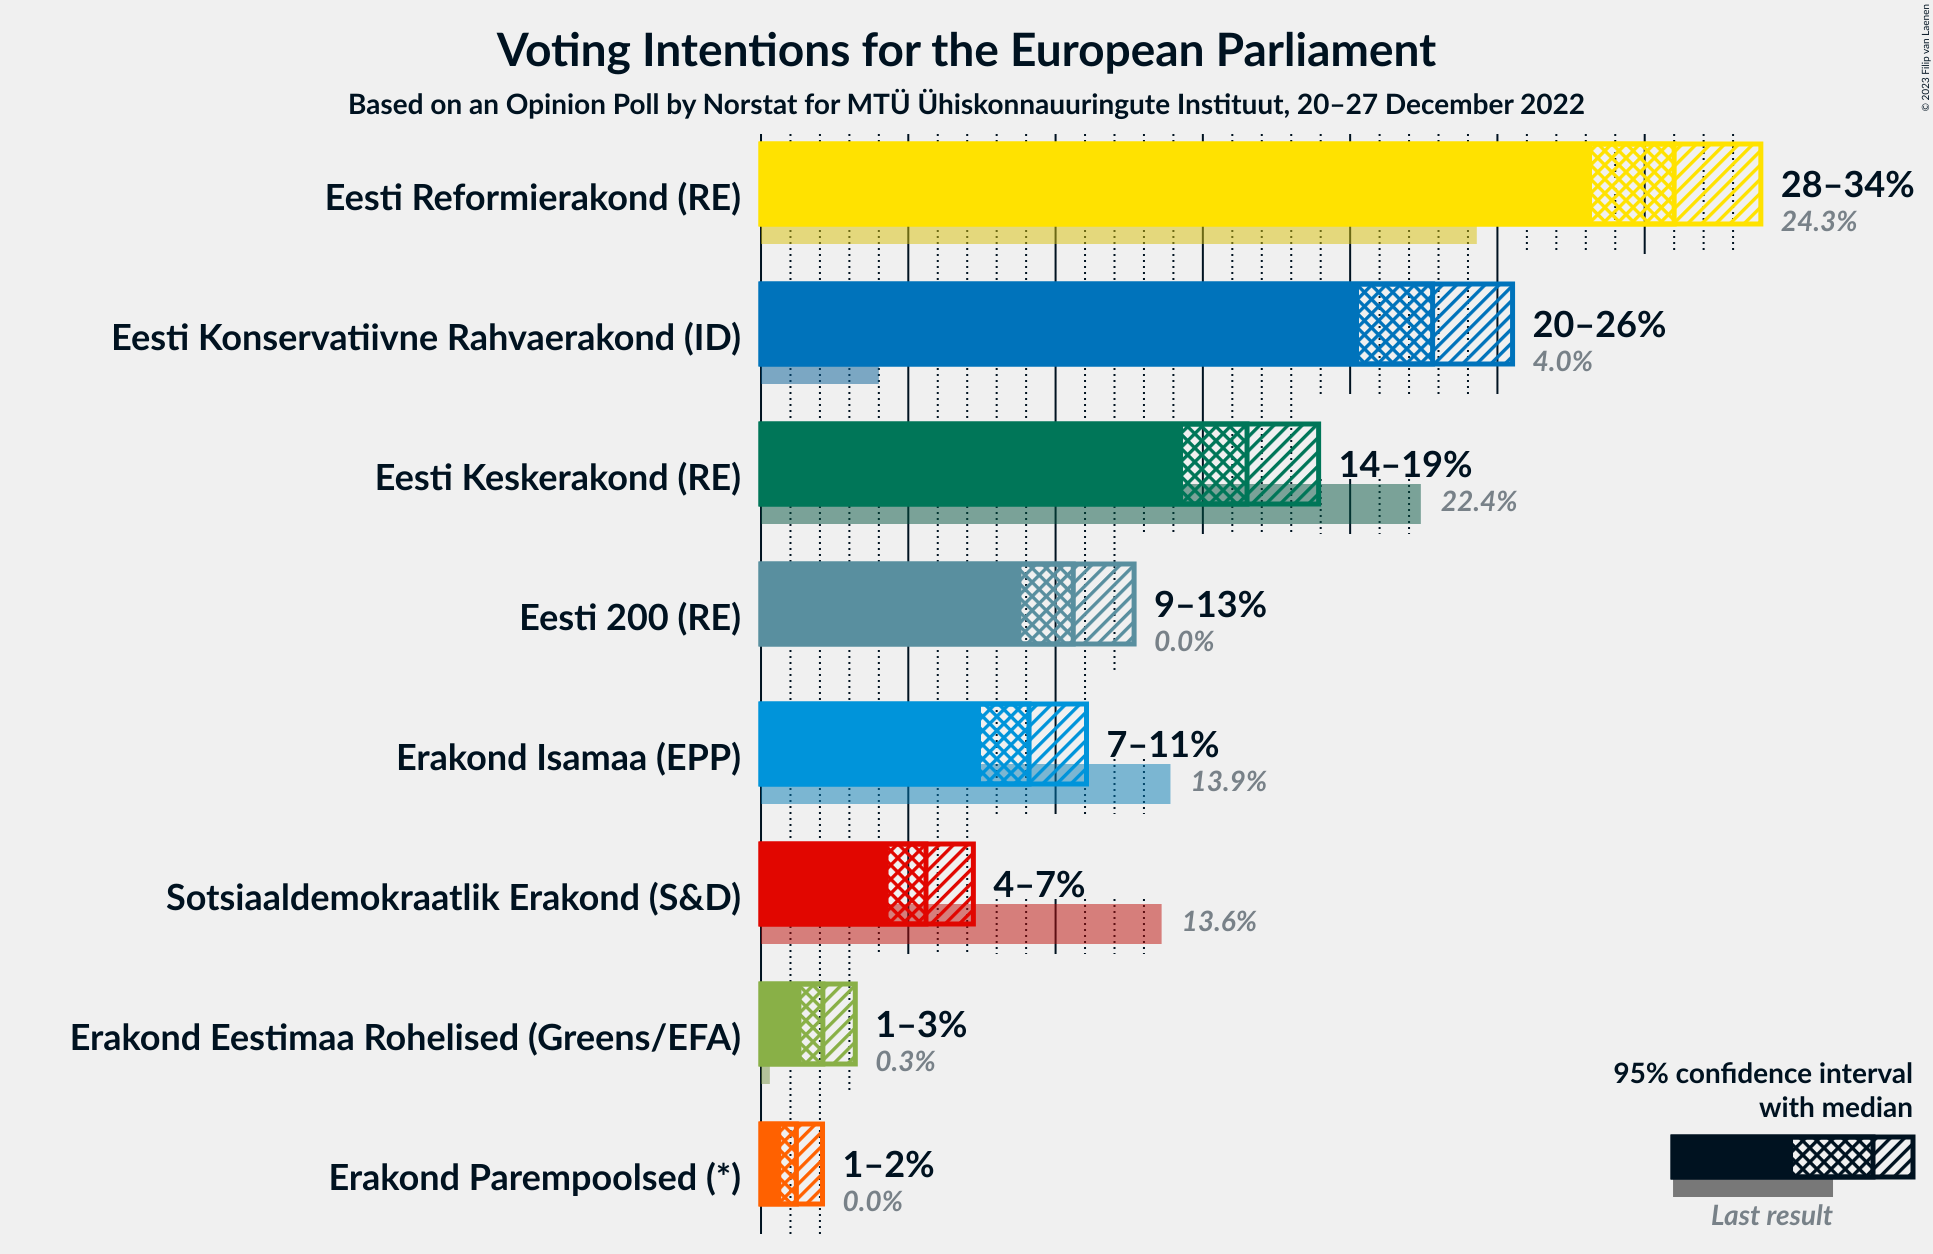 Voting Intentions for the European Parliament
Based on an Opinion Poll by Norstat for MTÜ Ühiskonnauuringute Instituut, 20–27 December 2022
© 2023 Filip van Laenen
Eesti Reformierakond (RE)
28–34%
24.3%
Eesti Konservatiivne Rahvaerakond (ID)
20–26%
4.0%
Eesti Keskerakond (RE)
14–19%
22.4%
Eesti 200 (RE)
9–13%
0.0%
Erakond Isamaa (EPP)
7–11%
13.9%
Sotsiaaldemokraatlik Erakond (S&D)
4–7%
13.6%
Erakond Eestimaa Rohelised (Greens/EFA)
1–3%
0.3%
Erakond Parempoolsed (*)
1–2%
0.0%
95% confidence interval
with median
Last result